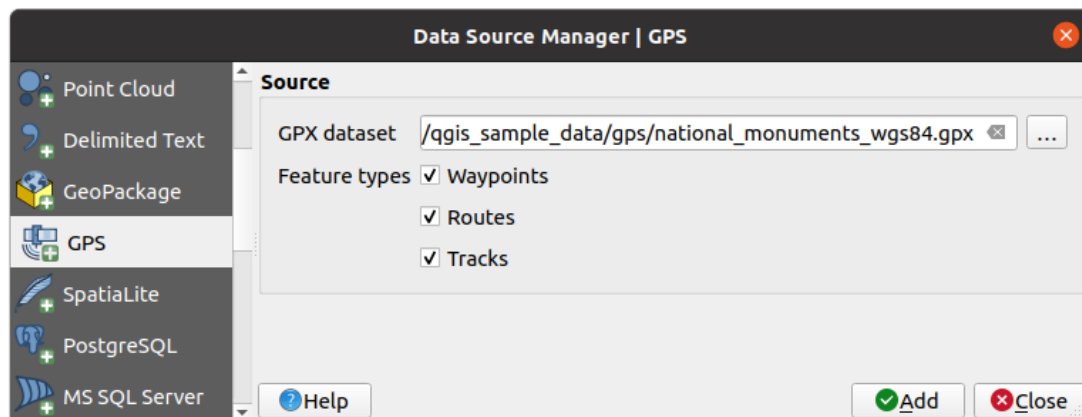 Data Source Manager | GPS
Point Cloud
Delimited Text
GeoPackage
GPS
SpatiaLite
PostgreSQL
MS SQL Server
Source
GPX dataset /qgis_sample_data/gps/national_monuments_wgs84.gpx ...
Feature types Waypoints
Routes
Tracks
Help Add Close